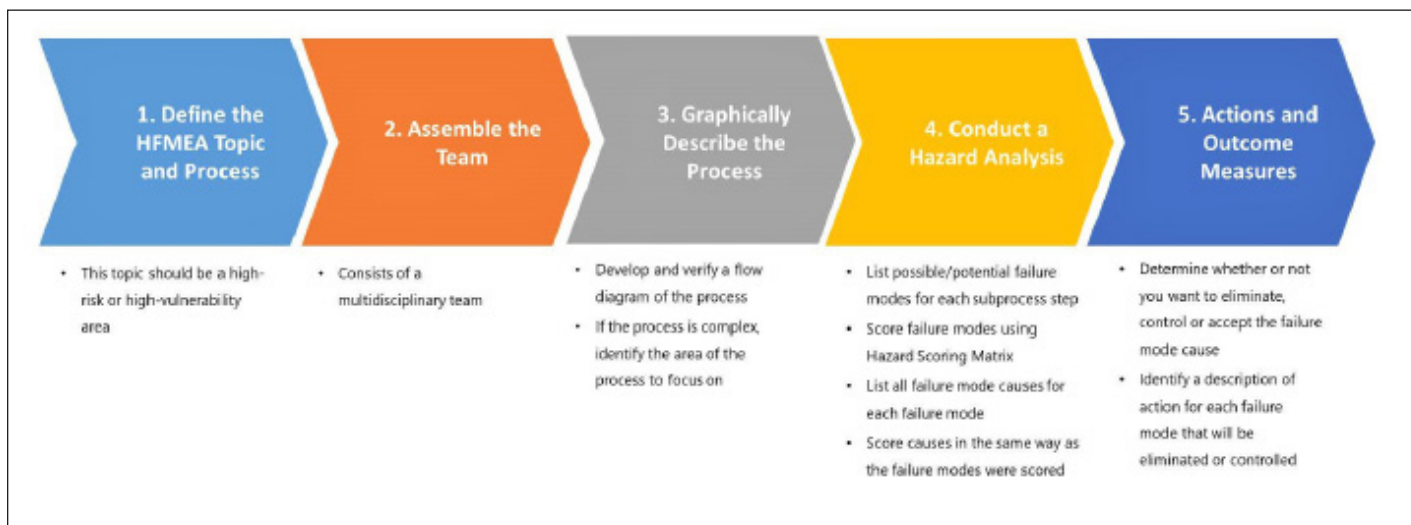 1. Define the
HFMEA Topic
and Process
2. Assemble the
Team
3. Graphically
Describe the
Process
4. Conduct a
Hazard Analysis
5. Actions and
Outcome
Measures
• This topic should be a high-
risk or high-vulnerability
area
• Consists of a
multidisciplinary team
• Develop and verify a flow
diagram of the process
• If the process is complex,
identify the area of the
process to focus on
• List possible/potential failure
modes for each subprocess step
• Score failure modes using
Hazard Scoring Matrix
• List all failure mode causes for
each failure mode
• Score causes in the same way as
the failure modes were scored
• Determine whether or not
you want to eliminate,
control or accept the failure
mode cause
• Identify a description of
action for each failure
mode that will be
eliminated or controlled